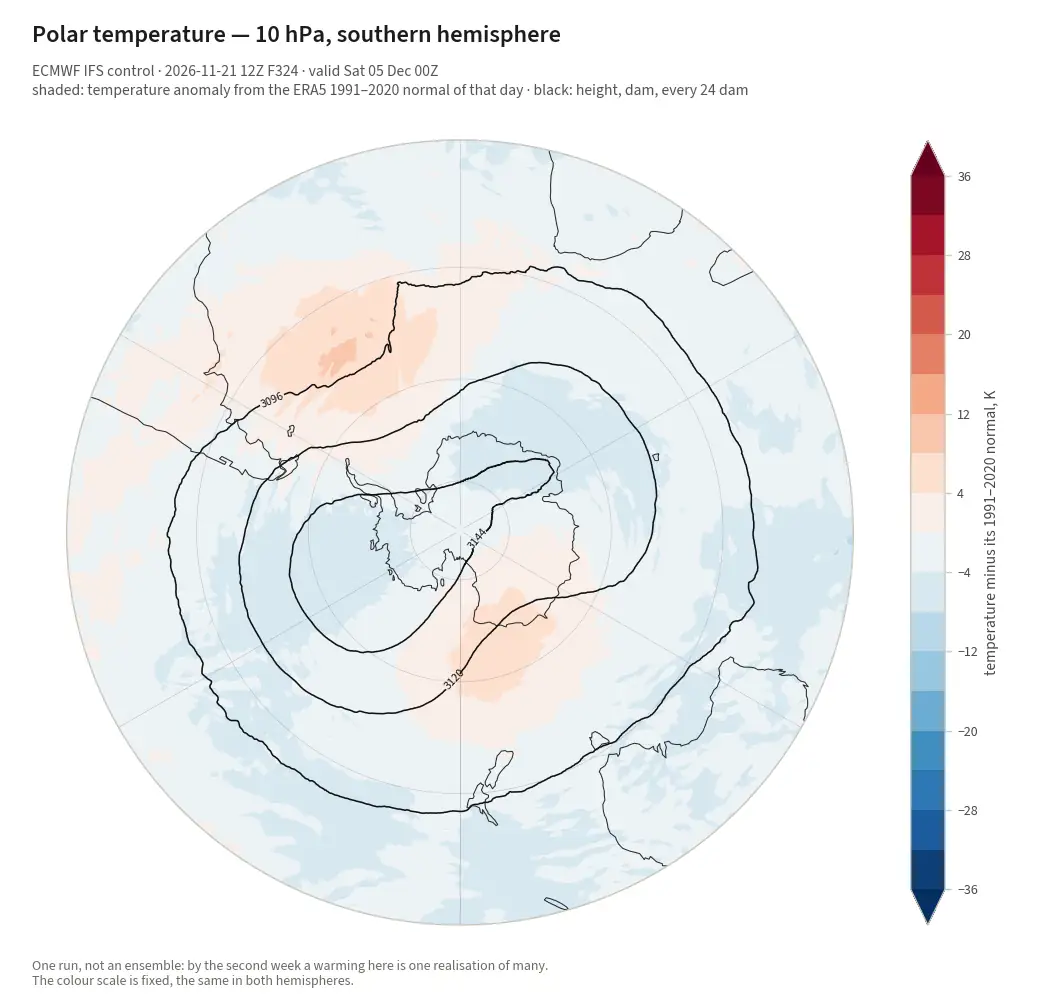 Polar temperature — 10 hPa, southern hemisphere
ECMWF IFS control · 2026-11-21 12Z F324 · valid Sat 05 Dec 00Z
shaded: temperature anomaly from the ERA5 1991–2020 normal of that day · black: height, dam, every 24 dam
36
28
20
12
4
−4
−12
−20
−28
−36
temperature minus its 1991–2020 normal, K
3096
3144
3120
One run, not an ensemble: by the second week a warming here is one realisation of many.
The colour scale is fixed, the same in both hemispheres.